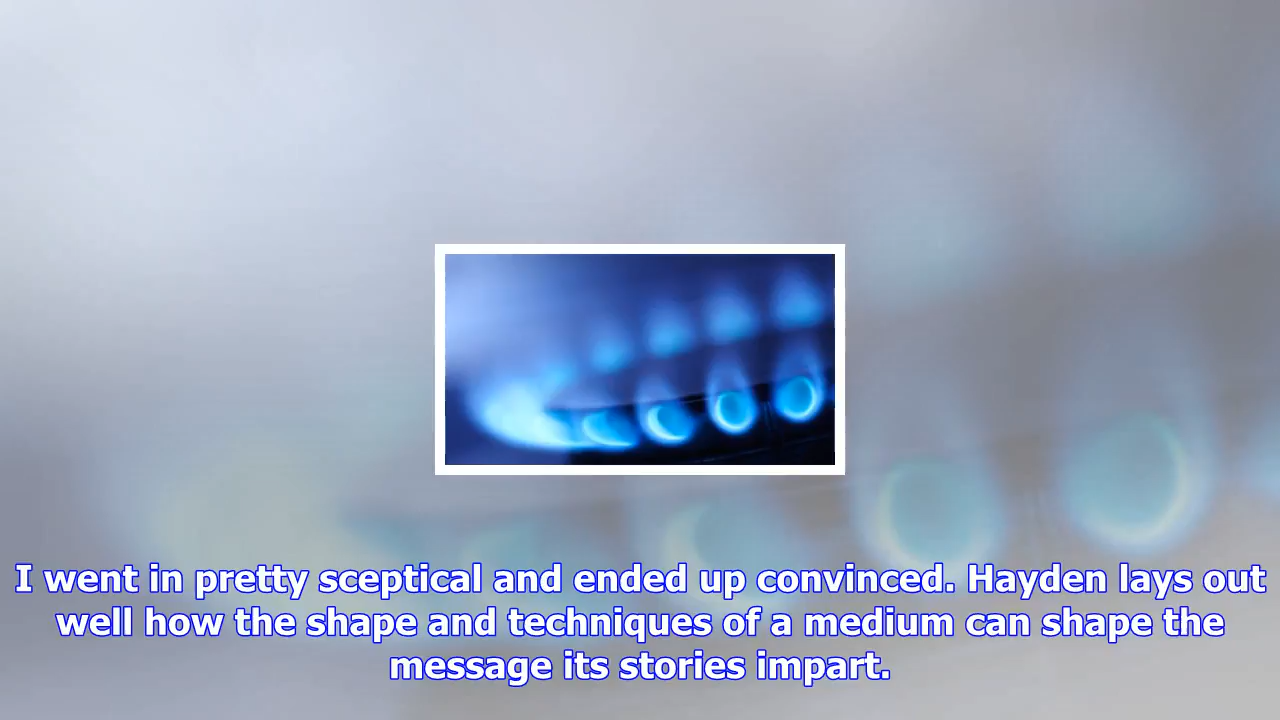 I went in pretty sceptical and ended up convinced. Hayden lays out
well how the shape and techniques of a medium can shape the
message its stories impart.